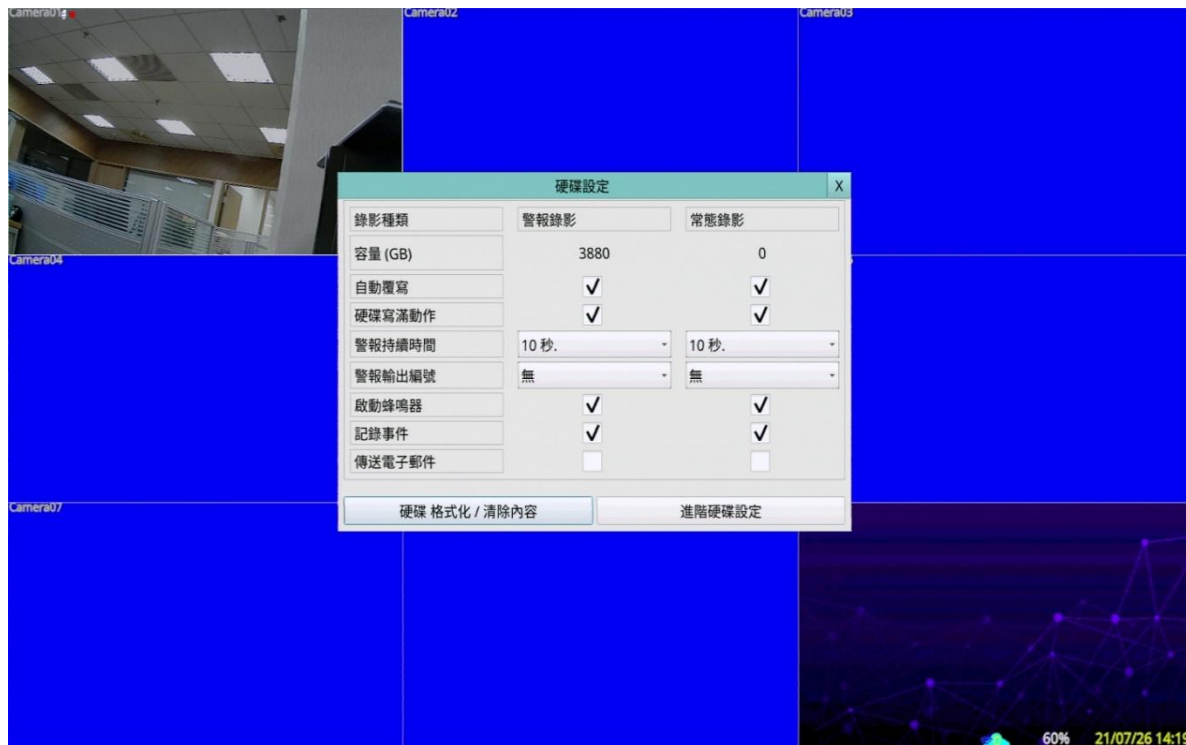 Camera01
Camera02
Camera03
硬碟設定 X
錄影種類 警報錄影 常態錄影
容量 (GB) 3880 0
自動覆寫
硬碟寫滿動作
警報持續時間 10 秒. 10 秒.
警報輸出編號 無 無
啟動蜂鳴器
記錄事件
傳送電子郵件
硬碟 格式化 / 清除內容 進階硬碟設定
Camera04
Camera07
60% 21/07/26 14:19